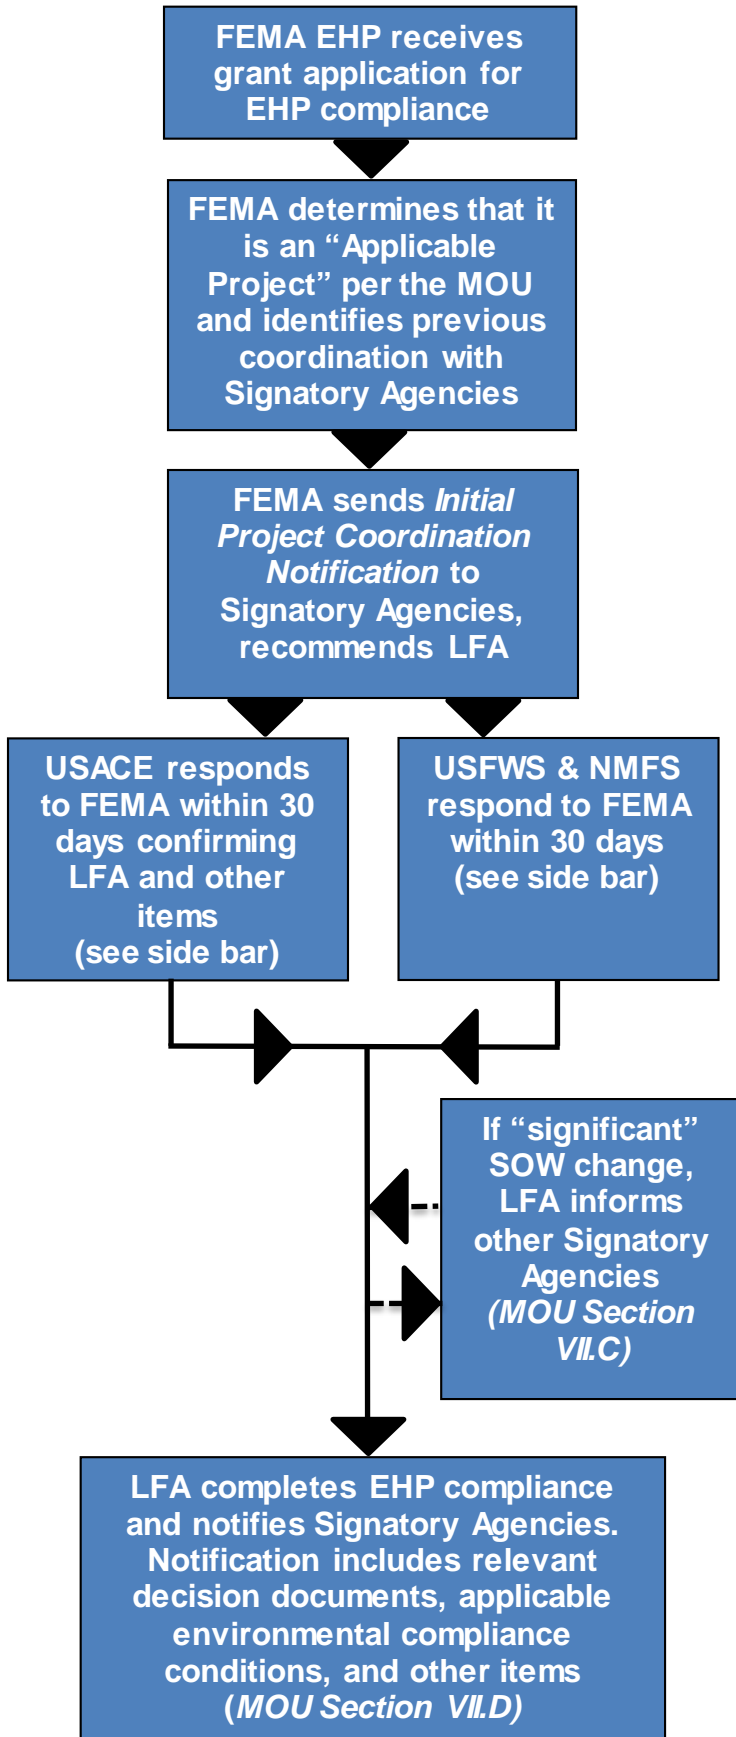 FEMA EHP receives
grant application for
EHP compliance
FEMA determines that it
is an “Applicable
Project” per the MOU
and identifies previous
coordination with
Signatory Agencies
FEMA sends Initial
Project Coordination
Notification to
Signatory Agencies,
recommends LFA
USACE responds
to FEMA within 30
days confirming
LFA and other
items
(see side bar)
USFWS & NMFS
respond to FEMA
within 30 days
(see side bar)
If “significant”
SOW change,
LFA informs
other Signatory
Agencies
(MOU Section
VII.C)
LFA completes EHP compliance
and notifies Signatory Agencies.
Notification includes relevant
decision documents, applicable
environmental compliance
conditions, and other items
(MOU Section VII.D)